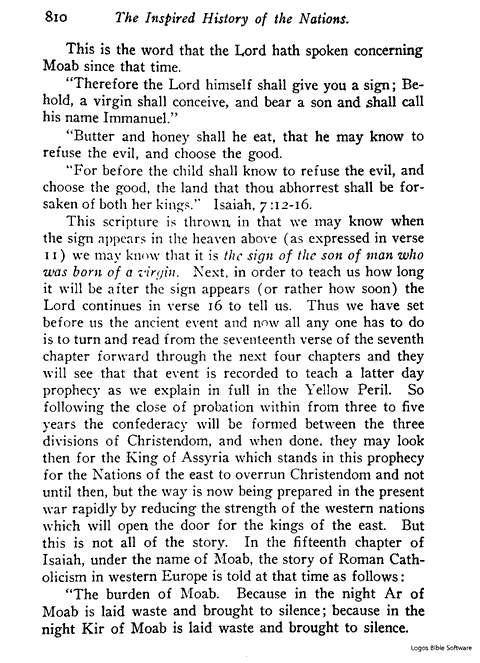 810 The Inspired History of the Nations.
This is the word that the Lord hath spoken concerning
Moab since that time.
"Therefore the Lord himself shall give you a sign; Be-
hold, a virgin shall conceive, and bear a son and shall call
his name Immanuel."
"Butter and honey shall he eat, that he may know to
refuse the evil, and choose the good.
"For before the child shall know to refuse the evil, and
choose the good, the land that thou abhorrest shall be for-
saken of both her kings." Isaiah, 7:12-16.
This scripture is thrown in that we may know when
the sign appears in the heaven above (as expressed in verse
11) we may know that it is the sign of the son of man who
was born of a virgin. Next, in order to teach us how long
it will be after the sign appears (or rather how soon) the
Lord continues in verse 16 to tell us. Thus we have set
before us the ancient event and now all any one has to do
is to turn and read from the seventeenth verse of the seventh
chapter forward through the next four chapters and they
will see that that event is recorded to teach a latter day
prophecy as we explain in full in the Yellow Peril. So
following the close of probation within from three to five
years the confederacy will be formed between the three
divisions of Christendom, and when done, they may look
then for the King of Assyria which stands in this prophecy
for the Nations of the east to overrun Christendom and not
until then, but the way is now being prepared in the present
war rapidly by reducing the strength of the western nations
which will open the door for the kings of the east. But
this is not all of the story. In the fifteenth chapter of
Isaiah, under the name of Moab, the story of Roman Cath-
olicism in western Europe is told at that time as follows:
"The burden of Moab. Because in the night Ar of
Moab is laid waste and brought to silence; because in the
night Kir of Moab is laid waste and brought to silence.
Logos Bible Software